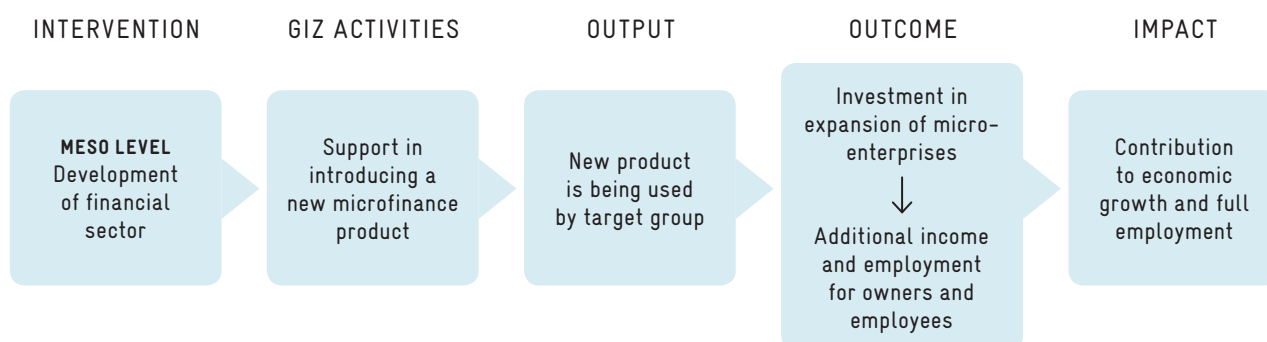 INTERVENTION
GIZ ACTIVITIES
OUTPUT
OUTCOME
IMPACT
MESO LEVEL
Development
of financial
sector
Support in
introducing a
new microfinance
product
New product
is being used
by target group
Investment in
expansion of micro-
enterprises
Additional income
and employment
for owners and
employees
Contribution
to economic
growth and full
employment